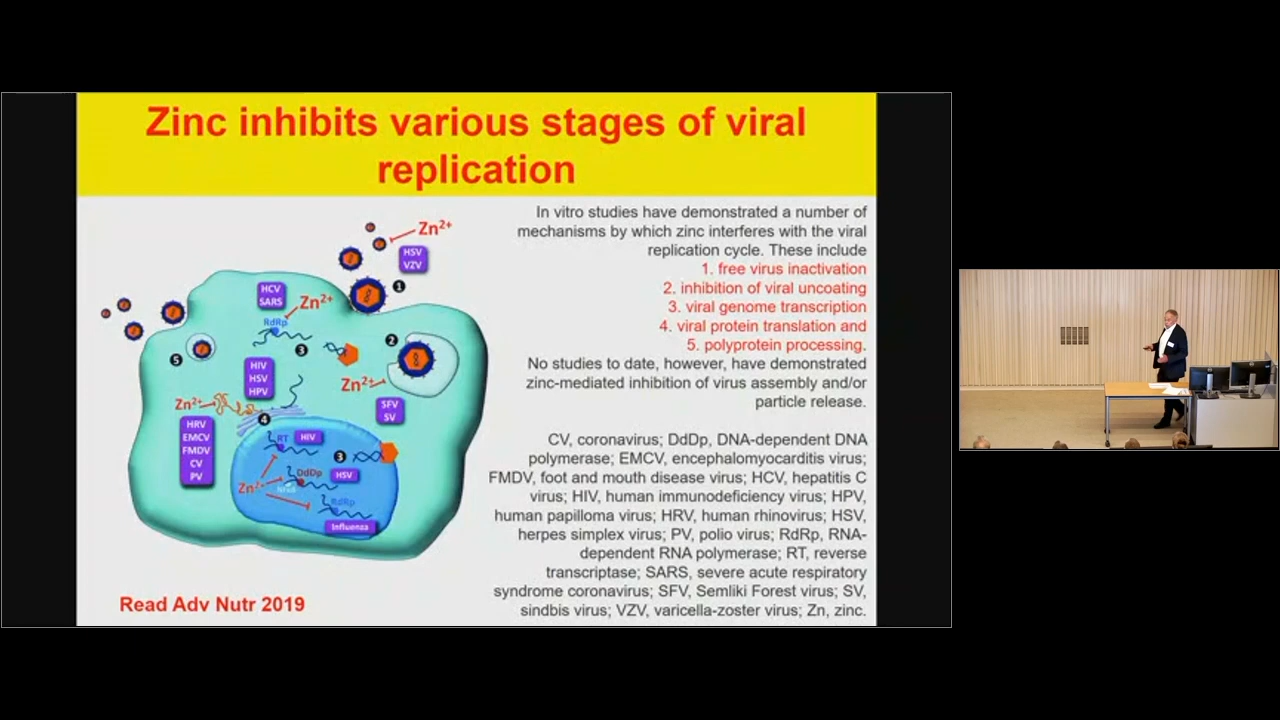 Zinc inhibits various stages of viral
replication
In vitro studies have demonstrated a number of
mechanisms by which zinc interferes with the viral
replication cycle. These include
1. free virus inactivation
2. inhibition of viral uncoating
3. viral genome transcription
4. viral protein translation and
5. polyprotein processing.
No studies to date, however, have demonstrated
zinc-mediated inhibition of virus assembly and/or
particle release.
CV, coronavirus; DdDp, DNA-dependent DNA
polymerase; EMCV, encephalomyocarditis virus;
FMDV, foot and mouth disease virus; HCV, hepatitis C
virus; HIV, human immunodeficiency virus; HPV,
human papilloma virus; HRV, human rhinovirus; HSV,
herpes simplex virus; PV, polio virus; RdRp, RNA-
dependent RNA polymerase; RT, reverse
transcriptase; SARS, severe acute respiratory
syndrome coronavirus; SFV, Semliki Forest virus; SV,
sindbis virus; VZV, varicella-zoster virus; Zn, zinc.
Zn²⁺
HSV
VZV
1
HCV
SARS
Zn²⁺
RdRp
3
2
5
Zn²⁺
HIV
HSV
HPV
Zn²⁺
SFV
SV
4
HRV
EMCV
FMDV
CV
PV
RT
HIV
3
DdDp
HSV
Zn²⁺
RdRp
Influenza
Read Adv Nutr 2019